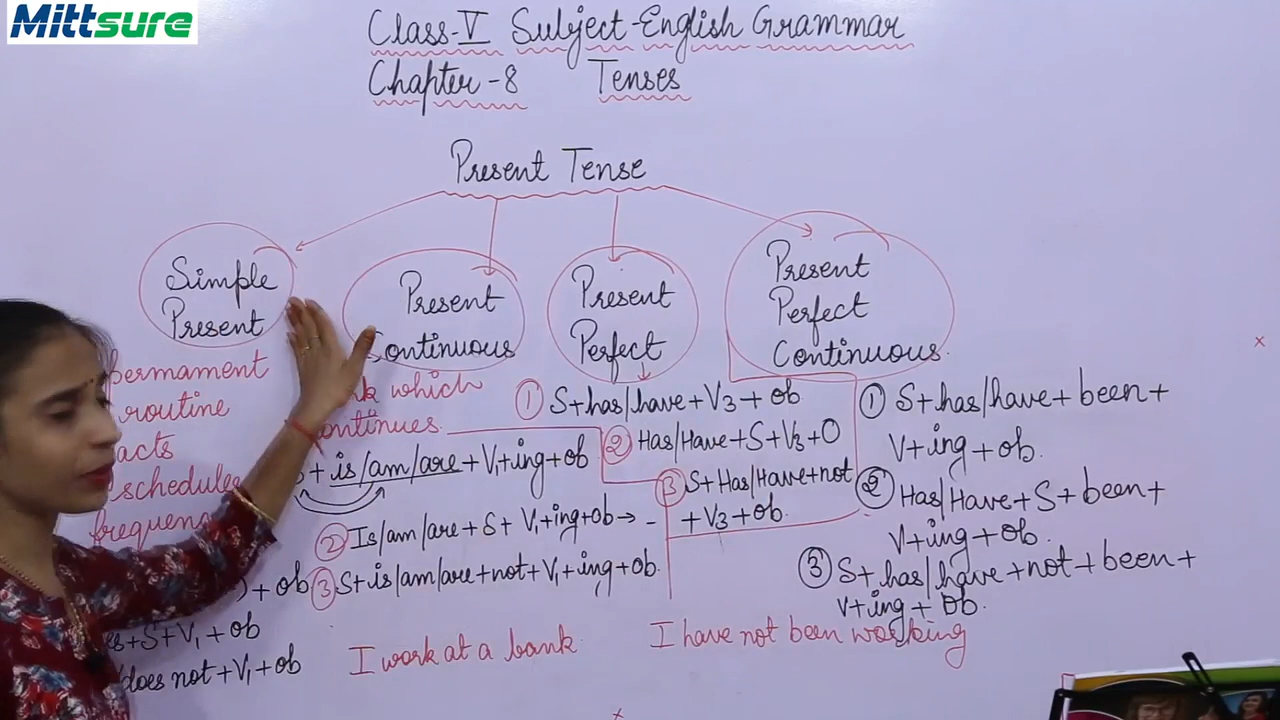 Mittsure
Class-V Subject-English Grammar
Chapter-8 Tenses
Present Tense
Simple
Present
permament
routine
acts
schedules
+ ob
+S+V1+ob
does not+V1+ob
Present
Continuous
which
+ is/am/are+V1+ing+ob
② Is/am/are+S+V1+ing+ob→-
③ S+is/am/are+not+V1+ing+ob.
Present
Perfect
① S+has/have+V3+ob
② Has/Have+S+V3+O
③ S+Has/Have+not
+V3+ob.
Present
Perfect
Continuous.
① S+has/have+been+
V+ing+ob.
② Has/Have+S+been+
V+ing+ob.
③ S+has/have+not+been+
V+ing+ob.
I work at a bank
I have not been working